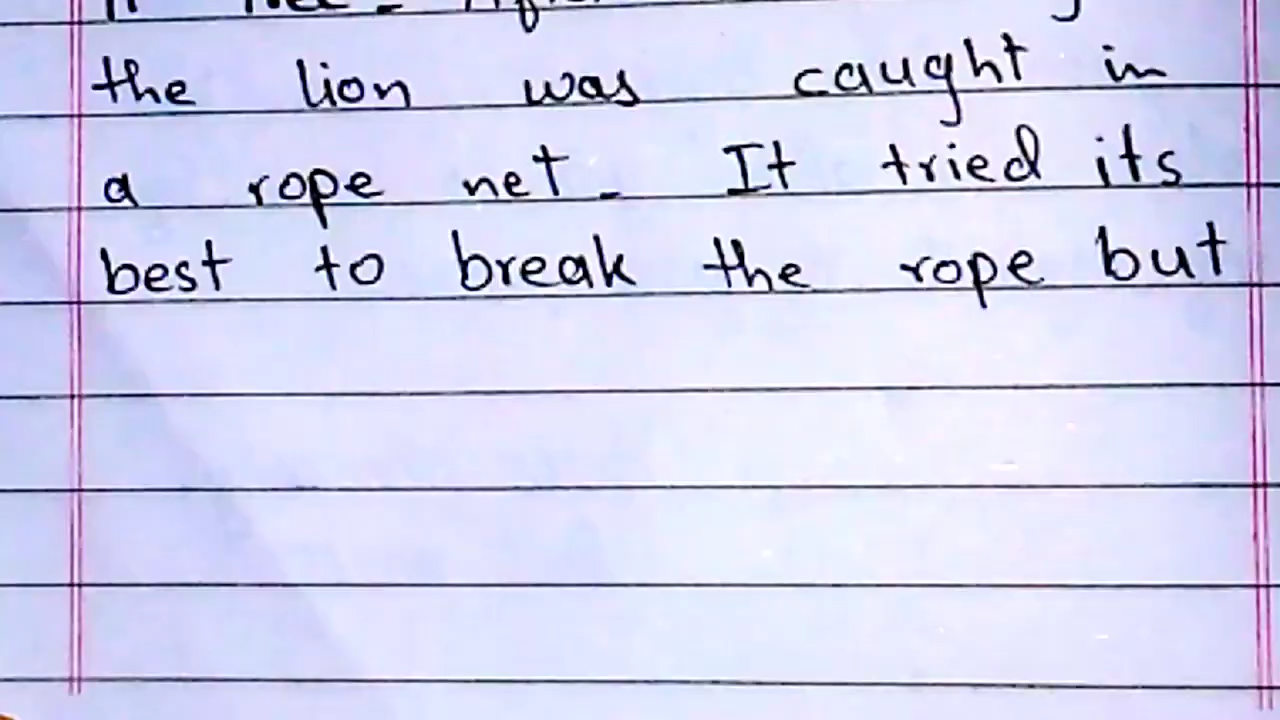 the lion was caught in
a rope net. It tried its
best to break the rope but